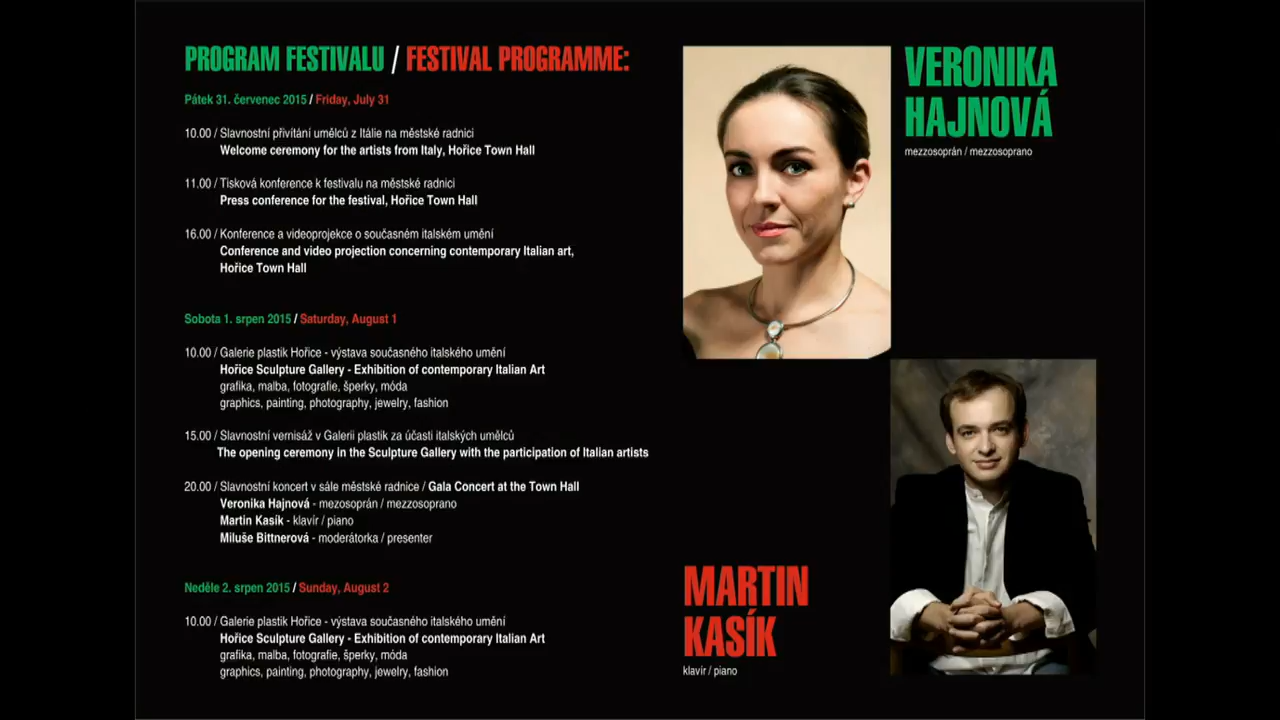 PROGRAM FESTIVALU / FESTIVAL PROGRAMME:
Pátek 31. červenec 2015 / Friday, July 31
10.00 / Slavnostní přivítání umělců z Itálie na městské radnici
Welcome ceremony for the artists from Italy, Hořice Town Hall
11.00 / Tisková konference k festivalu na městské radnici
Press conference for the festival, Hořice Town Hall
16.00 / Konference a videoprojekce o současném italském umění
Conference and video projection concerning contemporary Italian art,
Hořice Town Hall
Sobota 1. srpen 2015 / Saturday, August 1
10.00 / Galerie plastik Hořice - výstava současného italského umění
Hořice Sculpture Gallery - Exhibition of contemporary Italian Art
grafika, malba, fotografie, šperky, móda
graphics, painting, photography, jewelry, fashion
15.00 / Slavnostní vernisáž v Galerii plastik za účasti italských umělců
The opening ceremony in the Sculpture Gallery with the participation of Italian artists
20.00 / Slavnostní koncert v sále městské radnice / Gala Concert at the Town Hall
Veronika Hajnová - mezosoprán / mezzosoprano
Martin Kasík - klavír / piano
Miluše Bittnerová - moderátorka / presenter
Neděle 2. srpen 2015 / Sunday, August 2
10.00 / Galerie plastik Hořice - výstava současného italského umění
Hořice Sculpture Gallery - Exhibition of contemporary Italian Art
grafika, malba, fotografie, šperky, móda
graphics, painting, photography, jewelry, fashion
VERONIKA
HAJNOVÁ
mezzosoprán / mezzosoprano
MARTIN
KASÍK
klavír / piano